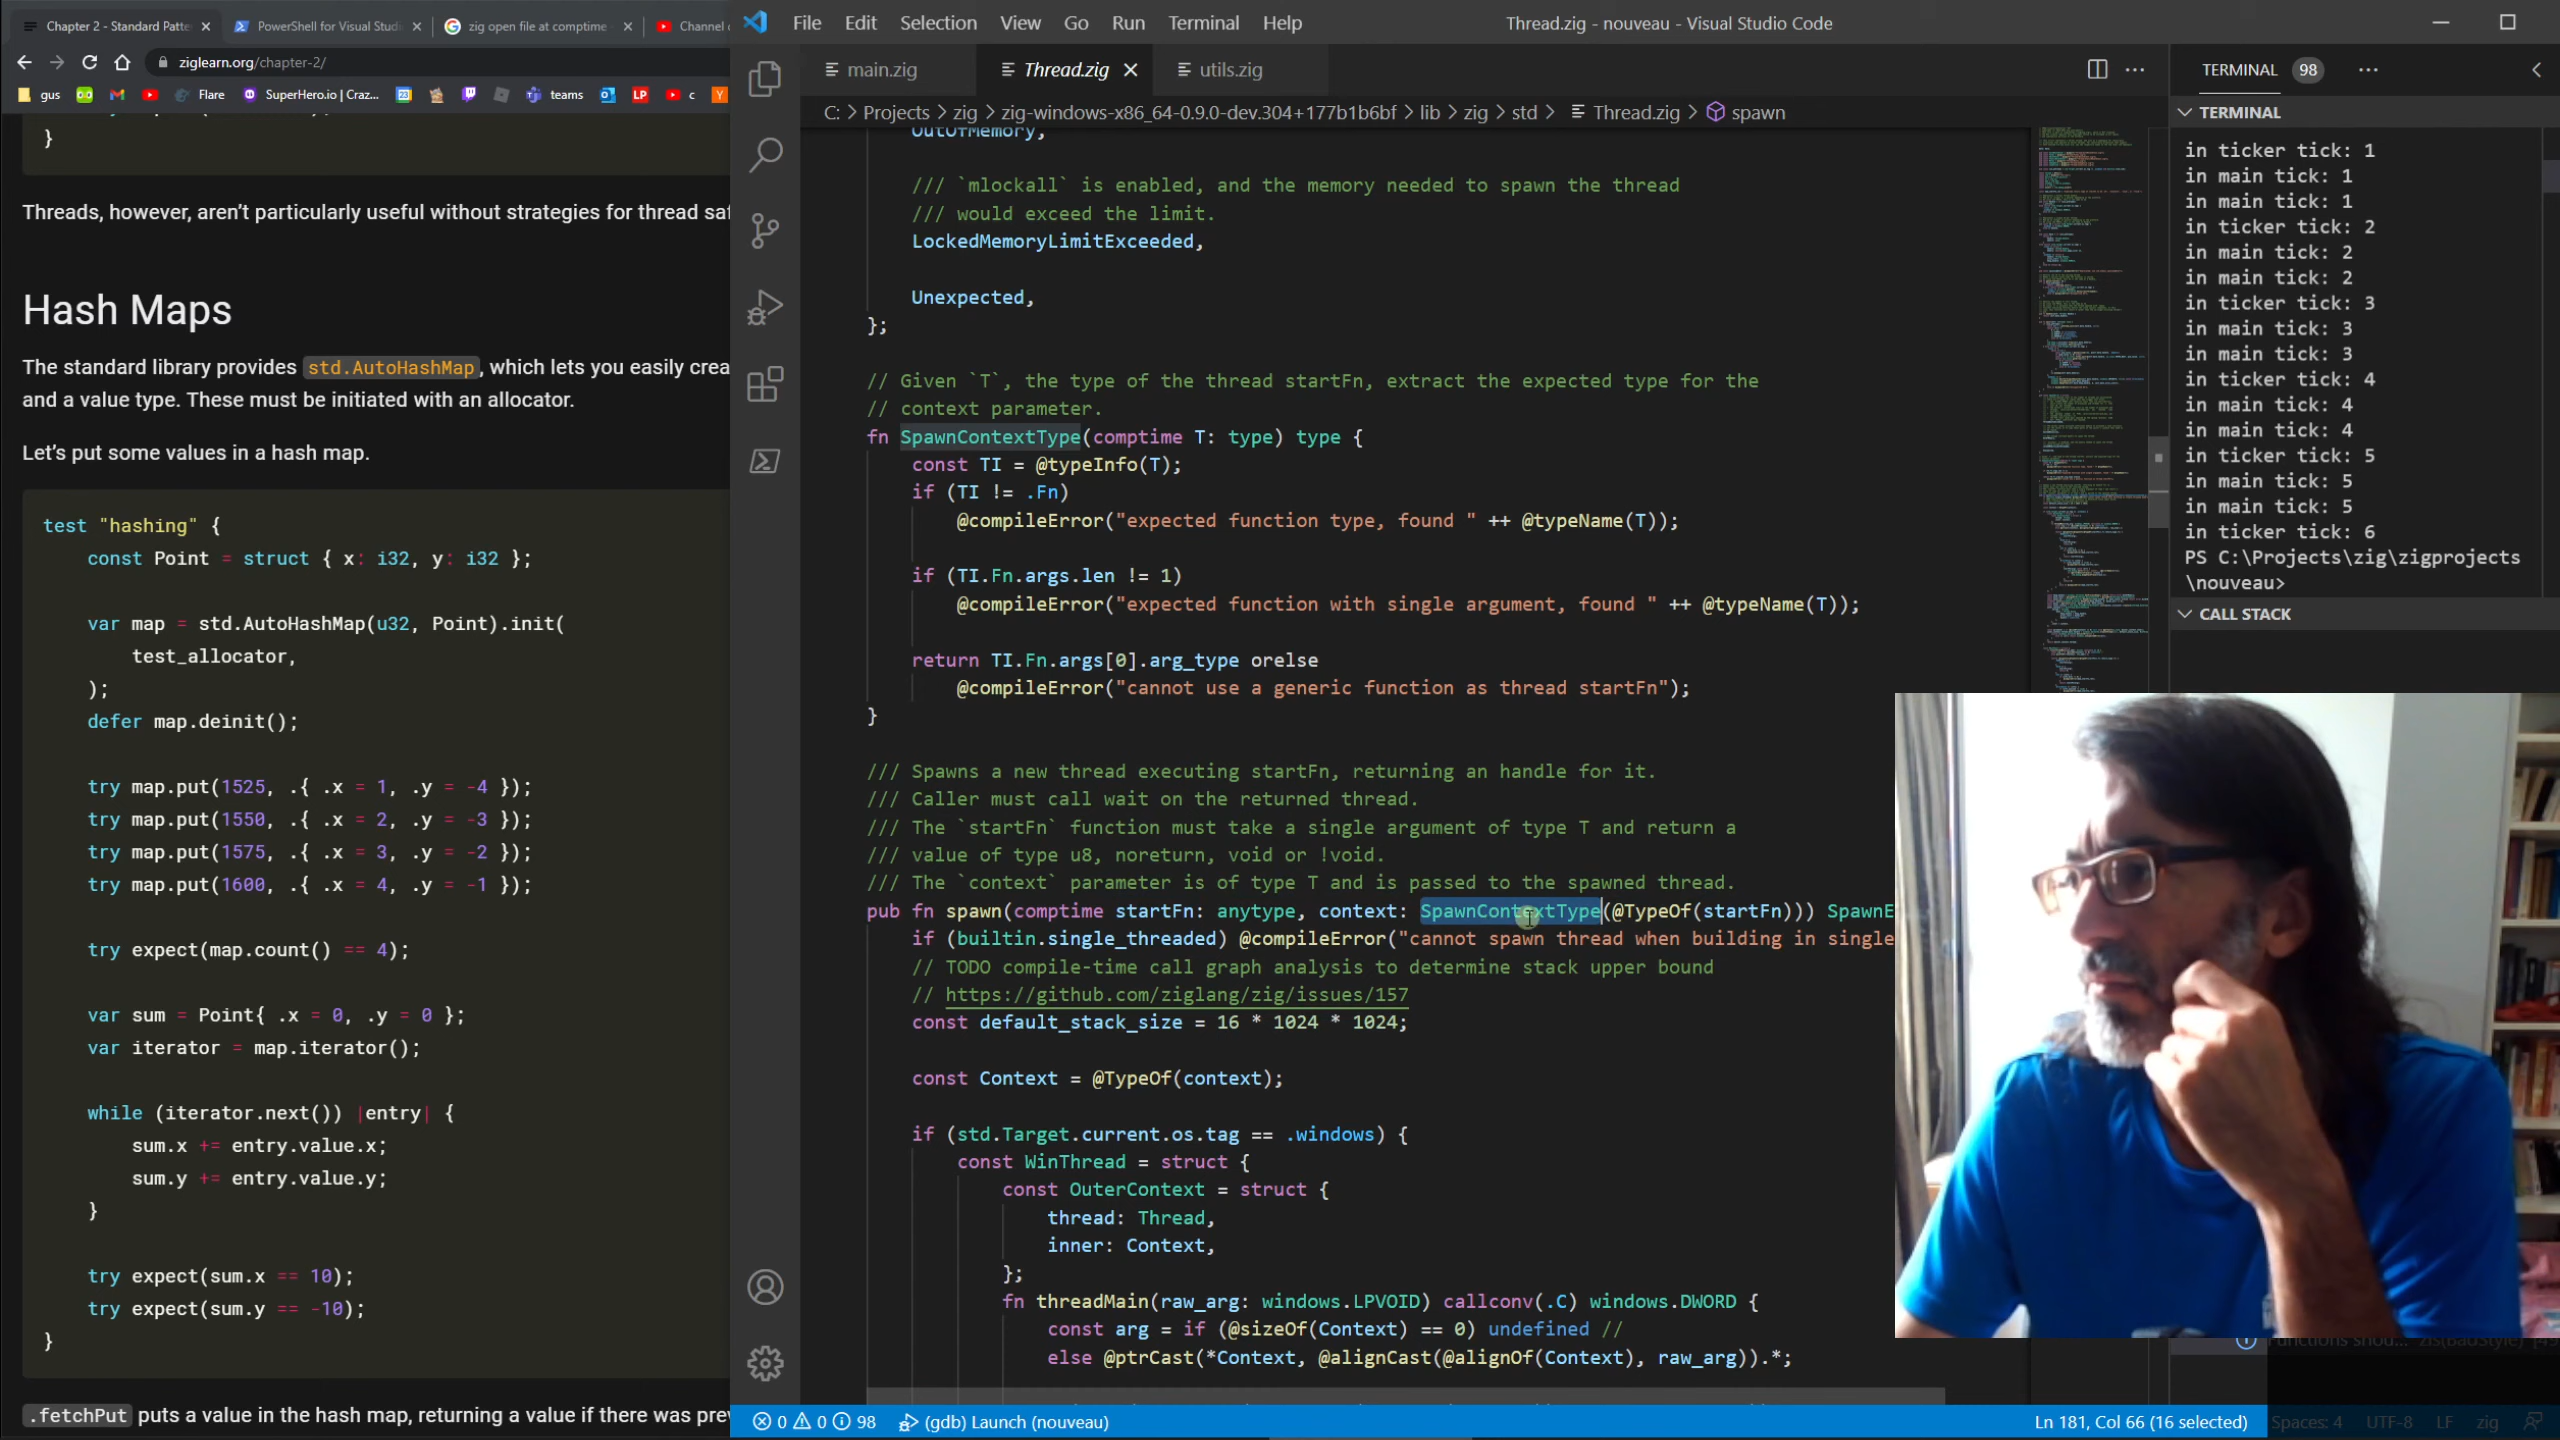 Chapter 2 - Standard Patte
PowerShell for Visual Studi
zig open file at comptime
Channel
ziglearn.org/chapter-2/
gus
Flare
SuperHero.io | Craz...
teams
LP
c
}
Threads, however, aren't particularly useful without strategies for thread saf
Hash Maps
The standard library provides std.AutoHashMap, which lets you easily crea
and a value type. These must be initiated with an allocator.
Let's put some values in a hash map.
test "hashing" {
const Point = struct { x: i32, y: i32 };
var map = std.AutoHashMap(u32, Point).init(
test_allocator,
);
defer map.deinit();
try map.put(1525, .{ .x = 1, .y = -4 });
try map.put(1550, .{ .x = 2, .y = -3 });
try map.put(1575, .{ .x = 3, .y = -2 });
try map.put(1600, .{ .x = 4, .y = -1 });
try expect(map.count() == 4);
var sum = Point{ .x = 0, .y = 0 };
var iterator = map.iterator();
while (iterator.next()) |entry| {
sum.x += entry.value.x;
sum.y += entry.value.y;
}
try expect(sum.x == 10);
try expect(sum.y == -10);
}
.fetchPut puts a value in the hash map, returning a value if there was prev
File Edit Selection View Go Run Terminal Help
Thread.zig - nouveau - Visual Studio Code
main.zig
Thread.zig
utils.zig
C: > Projects > zig > zig-windows-x86_64-0.9.0-dev.304+177b1b6bf > lib > zig > std > Thread.zig > spawn
OutOfMemory,
/// `mlockall` is enabled, and the memory needed to spawn the thread
/// would exceed the limit.
LockedMemoryLimitExceeded,
Unexpected,
};
// Given `T`, the type of the thread startFn, extract the expected type for the
// context parameter.
fn SpawnContextType(comptime T: type) type {
const TI = @typeInfo(T);
if (TI != .Fn)
@compileError("expected function type, found " ++ @typeName(T));
if (TI.Fn.args.len != 1)
@compileError("expected function with single argument, found " ++ @typeName(T));
return TI.Fn.args[0].arg_type orelse
@compileError("cannot use a generic function as thread startFn");
}
/// Spawns a new thread executing startFn, returning an handle for it.
/// Caller must call wait on the returned thread.
/// The `startFn` function must take a single argument of type T and return a
/// value of type u8, noreturn, void or !void.
/// The `context` parameter is of type T and is passed to the spawned thread.
pub fn spawn(comptime startFn: anytype, context: SpawnContextType(@TypeOf(startFn))) SpawnE
if (builtin.single_threaded) @compileError("cannot spawn thread when building in single
// TODO compile-time call graph analysis to determine stack upper bound
// https://github.com/ziglang/zig/issues/157
const default_stack_size = 16 * 1024 * 1024;
const Context = @TypeOf(context);
if (std.Target.current.os.tag == .windows) {
const WinThread = struct {
const OuterContext = struct {
thread: Thread,
inner: Context,
};
fn threadMain(raw_arg: windows.LPVOID) callconv(.C) windows.DWORD {
const arg = if (@sizeOf(Context) == 0) undefined //
else @ptrCast(*Context, @alignCast(@alignOf(Context), raw_arg)).*;
TERMINAL 98
TERMINAL
in ticker tick: 1
in main tick: 1
in main tick: 1
in ticker tick: 2
in main tick: 2
in main tick: 2
in ticker tick: 3
in main tick: 3
in main tick: 3
in ticker tick: 4
in main tick: 4
in main tick: 4
in ticker tick: 5
in main tick: 5
in main tick: 5
in ticker tick: 6
PS C:\Projects\zig\zigprojects
\nouveau>
CALL STACK
0 0 98 (gdb) Launch (nouveau)
Ln 181, Col 66 (16 selected) Spaces: 4 UTF-8 LF zig